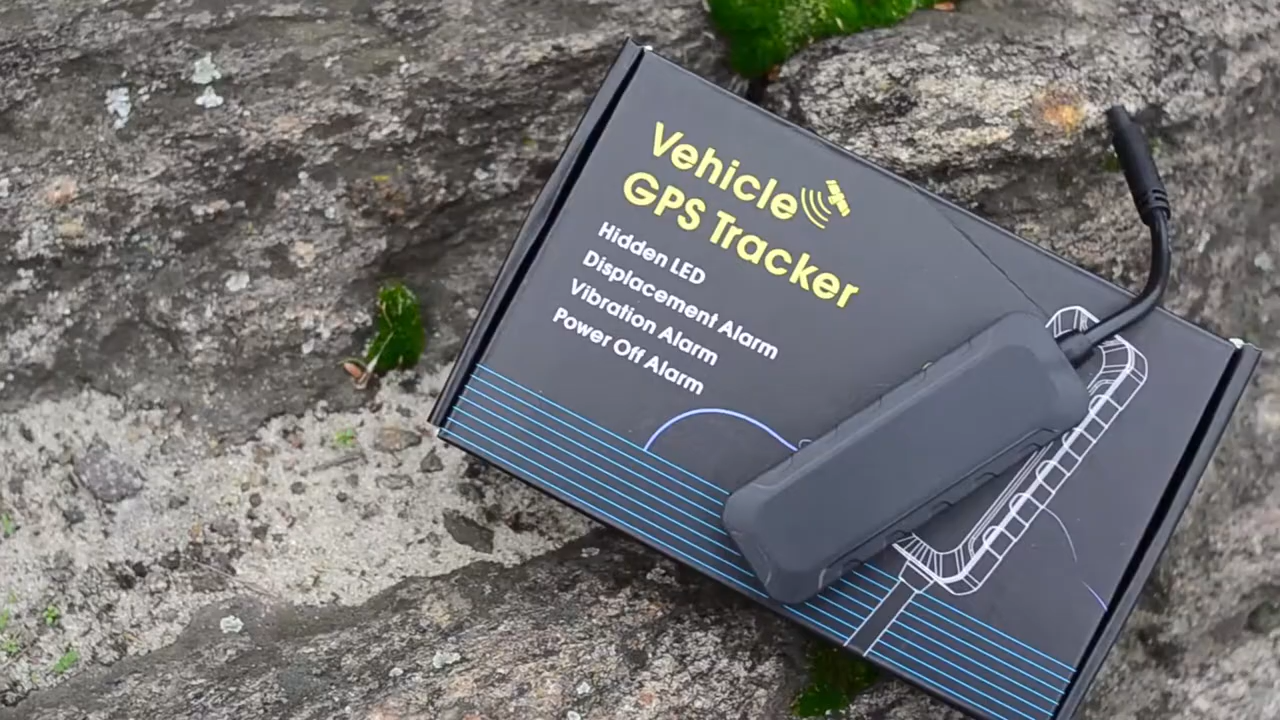 Vehicle
GPS Tracker
Hidden LED
Displacement Alarm
Vibration Alarm
Power Off Alarm